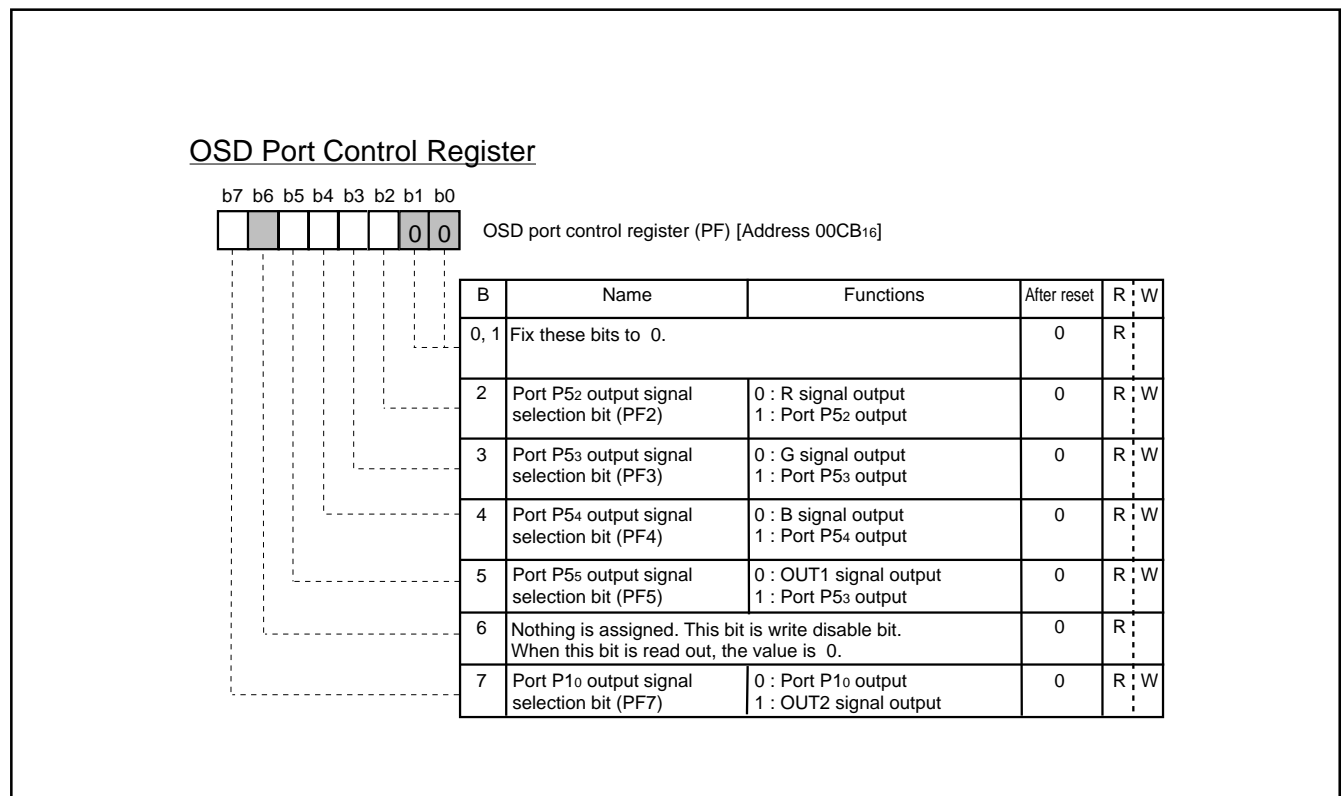 OSD Port Control Register
b7 b6 b5 b4 b3 b2 b1 b0
0 0
OSD port control register (PF) [Address 00CB16]
B Name Functions After reset R W
0, 1 Fix these bits to 0. 0 R
2 Port P52 output signal selection bit (PF2) 0 : R signal output 1 : Port P52 output 0 R W
3 Port P53 output signal selection bit (PF3) 0 : G signal output 1 : Port P53 output 0 R W
4 Port P54 output signal selection bit (PF4) 0 : B signal output 1 : Port P54 output 0 R W
5 Port P55 output signal selection bit (PF5) 0 : OUT1 signal output 1 : Port P53 output 0 R W
6 Nothing is assigned. This bit is write disable bit. When this bit is read out, the value is 0. 0 R
7 Port P10 output signal selection bit (PF7) 0 : Port P10 output 1 : OUT2 signal output 0 R W